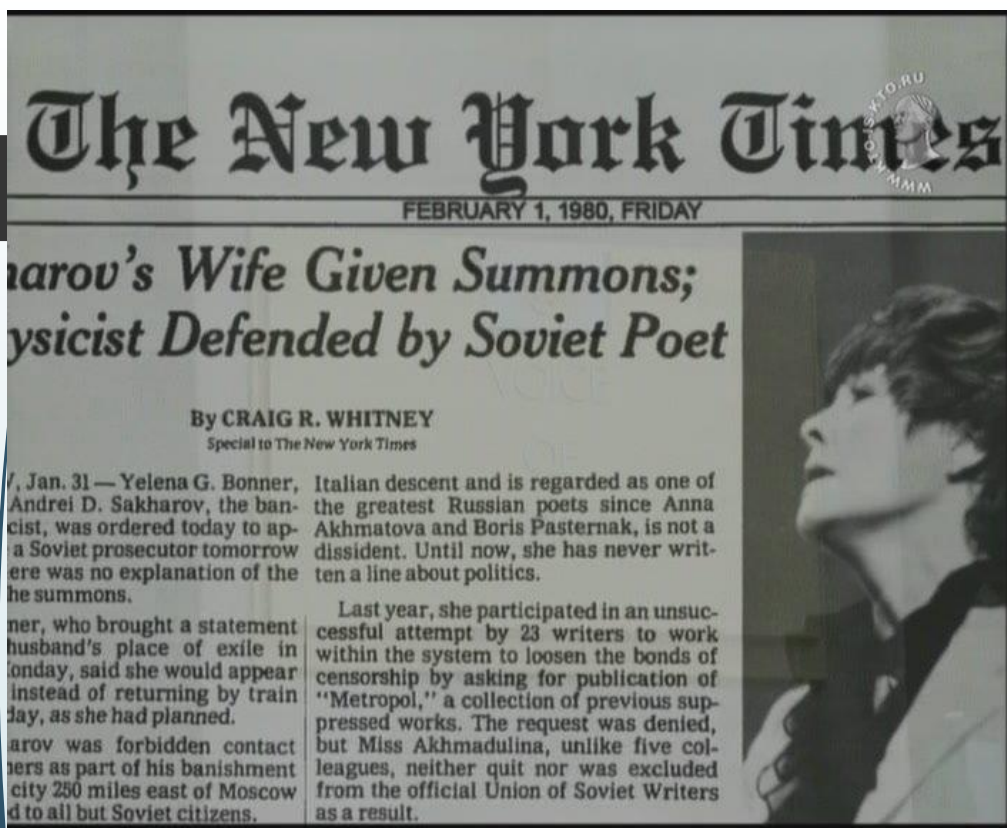 The New York Times
WWW.KTO-IS-KTO.RU
FEBRUARY 1, 1980, FRIDAY
arov's Wife Given Summons;
ysicist Defended by Soviet Poet
By CRAIG R. WHITNEY
Special to The New York Times
, Jan. 31— Yelena G. Bonner,
Andrei D. Sakharov, the ban-
cist, was ordered today to ap-
a Soviet prosecutor tomorrow
ere was no explanation of the
he summons.
ner, who brought a statement
husband's place of exile in
onday, said she would appear
instead of returning by train
day, as she had planned.
arov was forbidden contact
ners as part of his banishment
city 250 miles east of Moscow
d to all but Soviet citizens.
Italian descent and is regarded as one of
the greatest Russian poets since Anna
Akhmatova and Boris Pasternak, is not a
dissident. Until now, she has never writ-
ten a line about politics.
Last year, she participated in an unsuc-
cessful attempt by 23 writers to work
within the system to loosen the bonds of
censorship by asking for publication of
"Metropol," a collection of previous sup-
pressed works. The request was denied,
but Miss Akhmadulina, unlike five col-
leagues, neither quit nor was excluded
from the official Union of Soviet Writers
as a result.